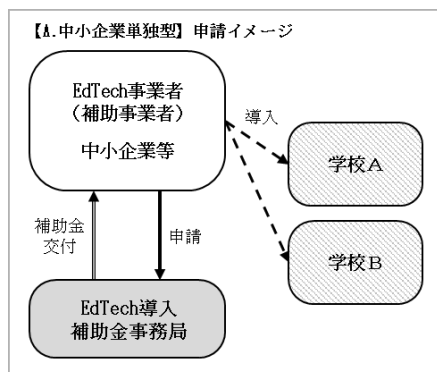 【A.中小企業単独型】申請イメージ
EdTech事業者
（補助事業者）
中小企業等
導入
学校A
学校B
補助金
交付
申請
EdTech導入
補助金事務局